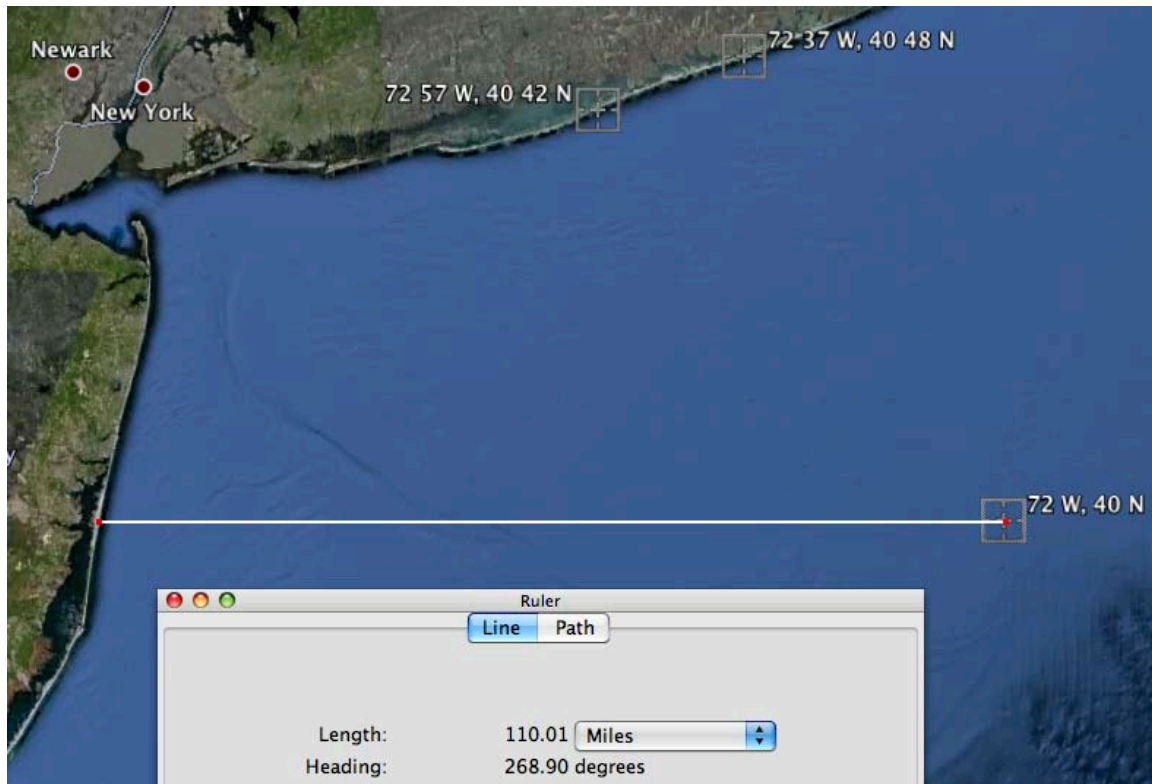 72 37 W, 40 48 N
Newark
72 57 W, 40 42 N
New York
y
72 W, 40 N
Ruler
Line Path
Length: 110.01 Miles
Heading: 268.90 degrees